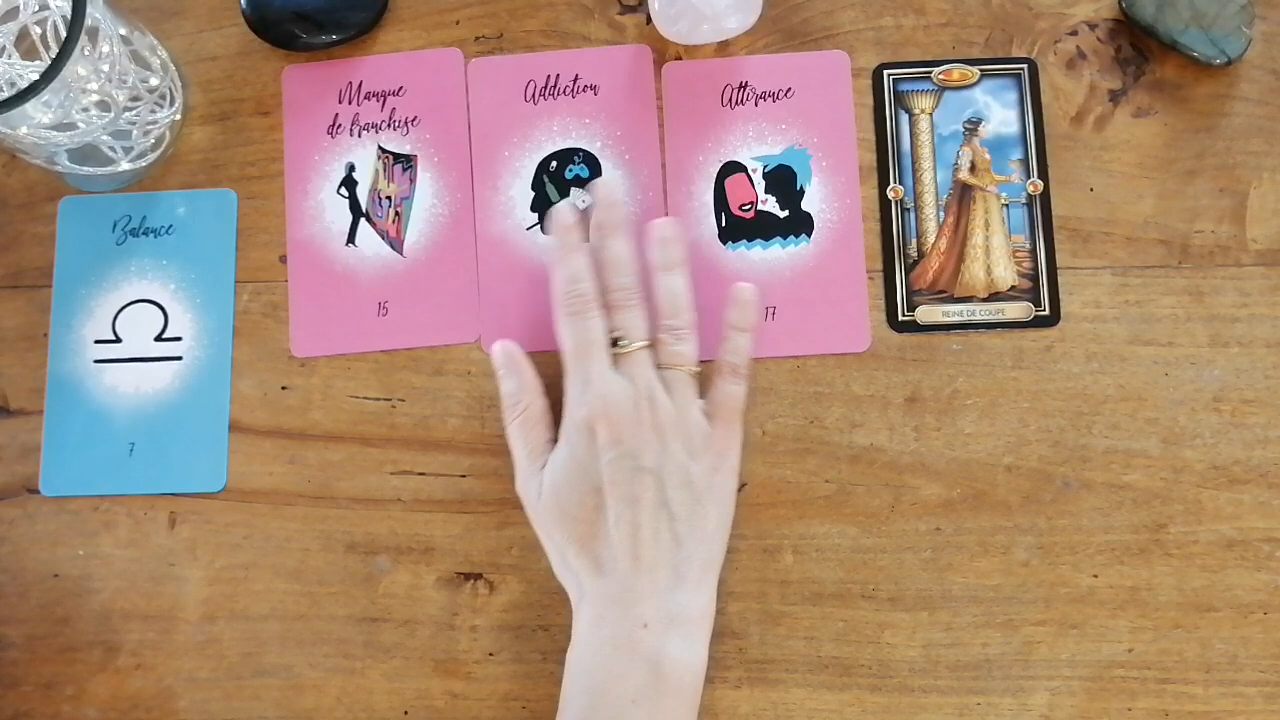 Balance
7
Manque
de franchise
15
Addiction
Attirance
17
REINE DE COUPE